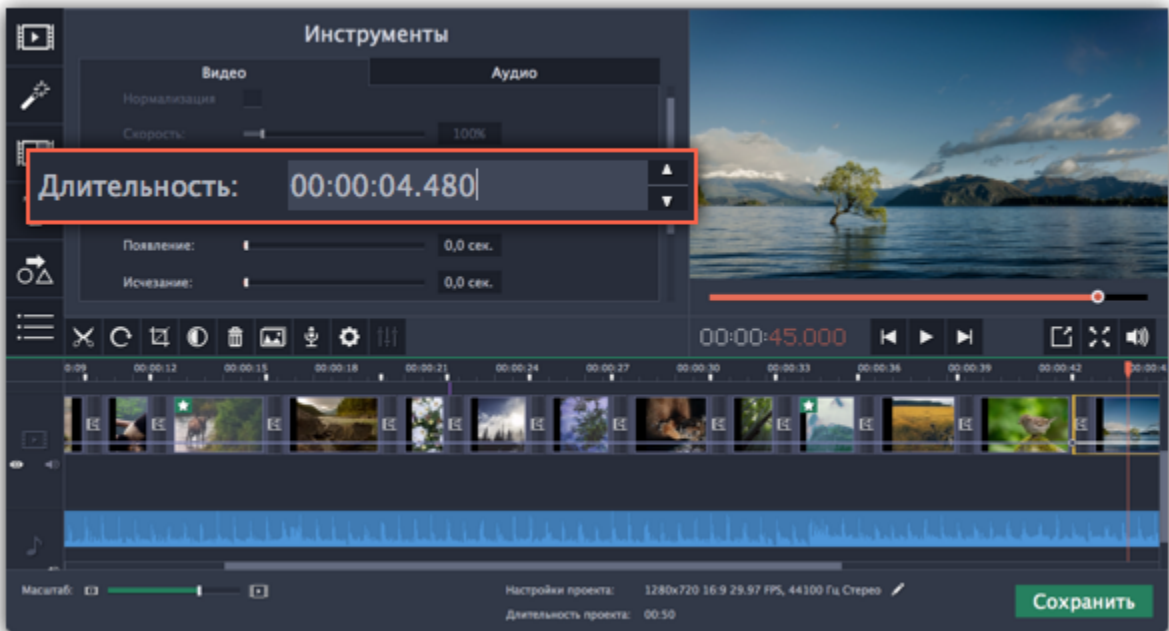 Инструменты
Видео
Аудио
Нормализация
Скорость: 100%
Длительность: 00:00:04.480
Появление: 0,0 сек.
Исчезание: 0,0 сек.
00:00:45.000
0:09 00:00:12 00:00:15 00:00:18 00:00:21 00:00:24 00:00:27 00:00:30 00:00:33 00:00:36 00:00:39 00:00:42
Масштаб:
Настройки проекта: 1280x720 16:9 29.97 FPS, 44100 Гц Стерео
Длительность проекта: 00:50
Сохранить